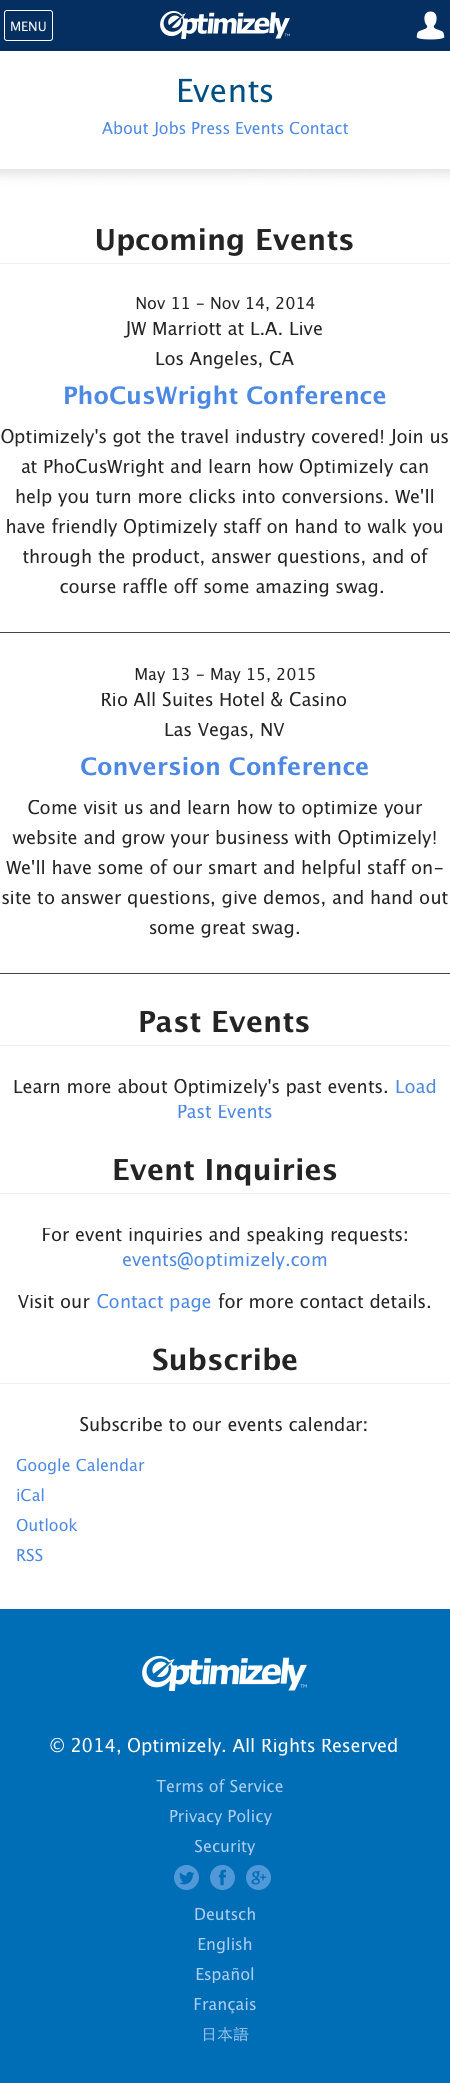 MENU
Optimizely™
Events
About Jobs Press Events Contact
Upcoming Events
Nov 11 – Nov 14, 2014
JW Marriott at L.A. Live
Los Angeles, CA
PhoCusWright Conference
Optimizely's got the travel industry covered! Join us
at PhoCusWright and learn how Optimizely can
help you turn more clicks into conversions. We'll
have friendly Optimizely staff on hand to walk you
through the product, answer questions, and of
course raffle off some amazing swag.
May 13 – May 15, 2015
Rio All Suites Hotel & Casino
Las Vegas, NV
Conversion Conference
Come visit us and learn how to optimize your
website and grow your business with Optimizely!
We'll have some of our smart and helpful staff on-
site to answer questions, give demos, and hand out
some great swag.
Past Events
Learn more about Optimizely's past events. Load
Past Events
Event Inquiries
For event inquiries and speaking requests:
events@optimizely.com
Visit our Contact page for more contact details.
Subscribe
Subscribe to our events calendar:
Google Calendar
iCal
Outlook
RSS
Optimizely™
© 2014, Optimizely. All Rights Reserved
Terms of Service
Privacy Policy
Security
Deutsch
English
Español
Français
日本語